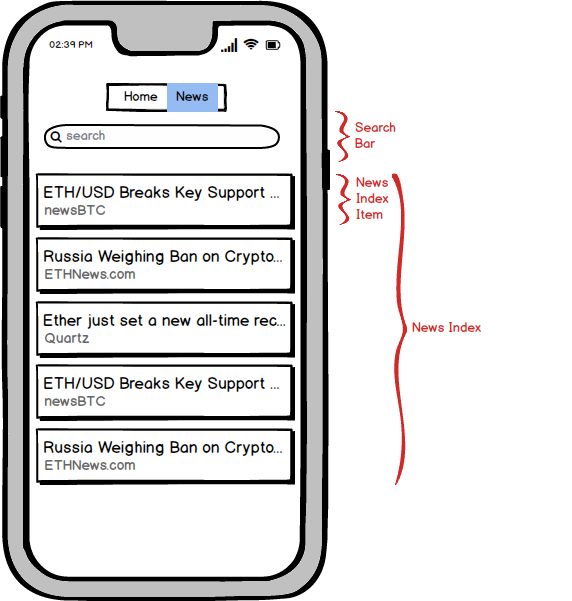 02:39 PM
Home News
search
Search
Bar
ETH/USD Breaks Key Support ...
newsBTC
News
Index
Item
Russia Weighing Ban on Crypto...
ETHNews.com
Ether just set a new all-time rec...
Quartz
News Index
ETH/USD Breaks Key Support ...
newsBTC
Russia Weighing Ban on Crypto...
ETHNews.com